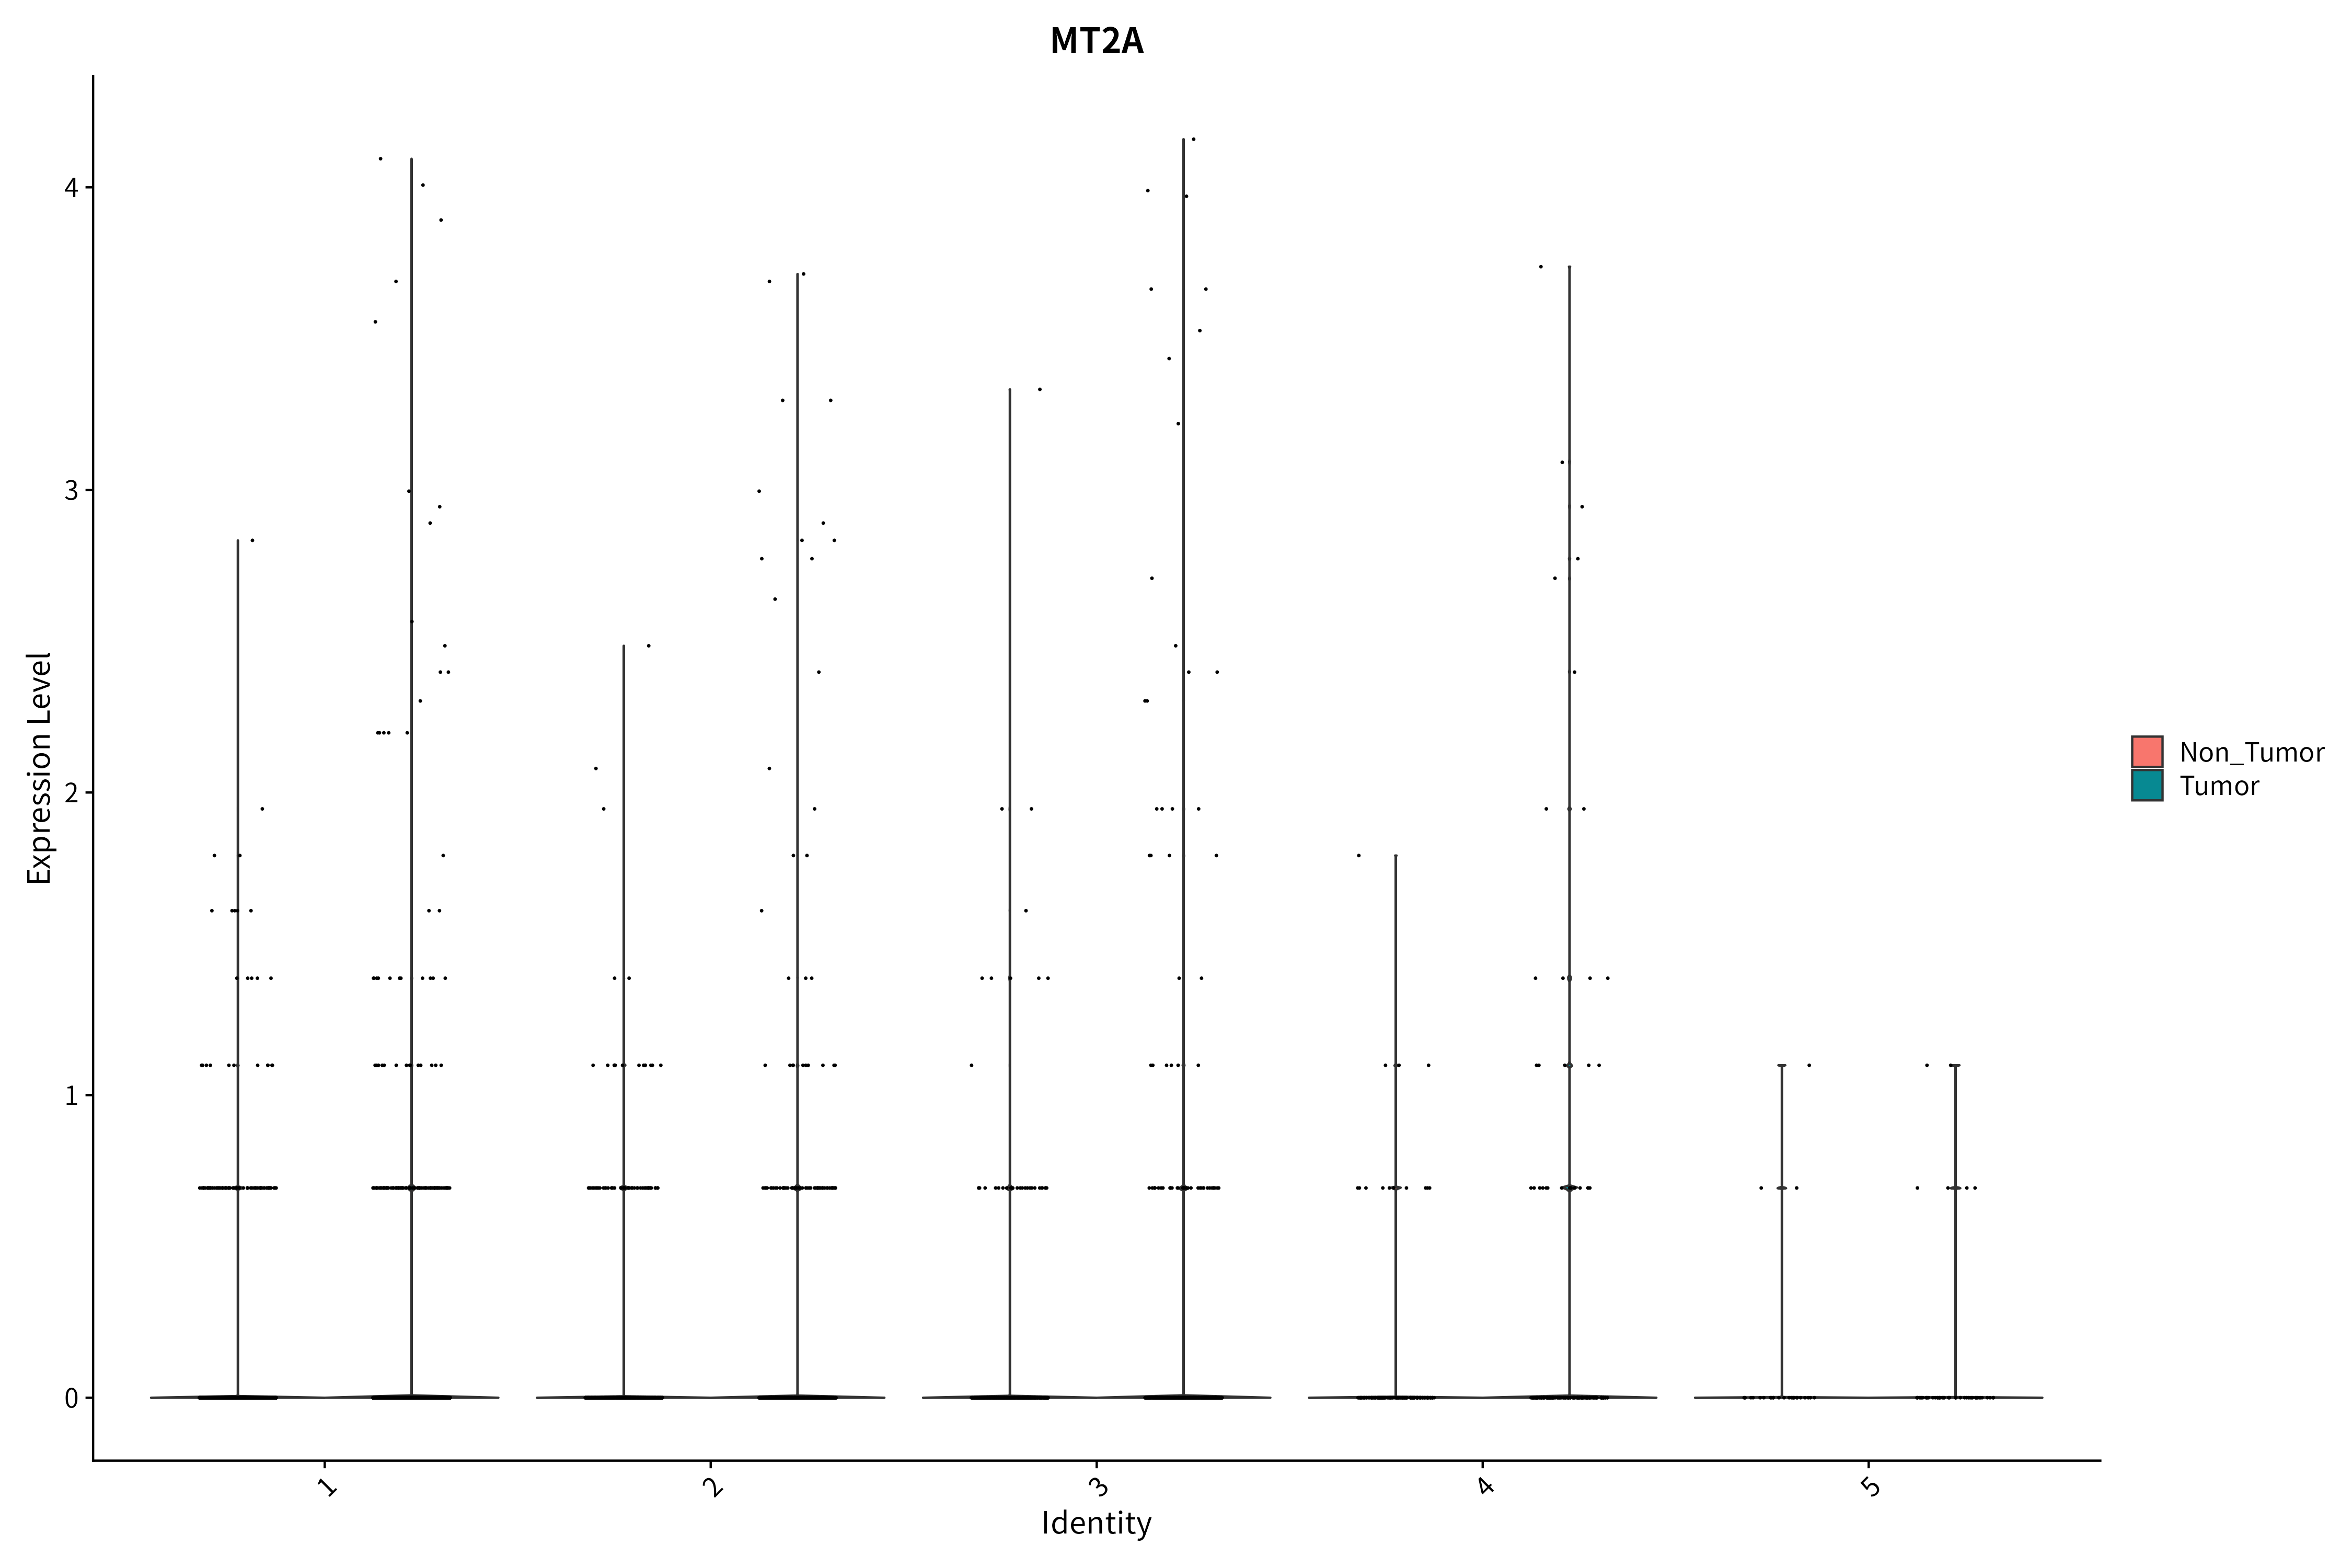 MT2A
Expression Level
4
3
2
1
0
1
2
3
4
5
Identity
Non_Tumor
Tumor